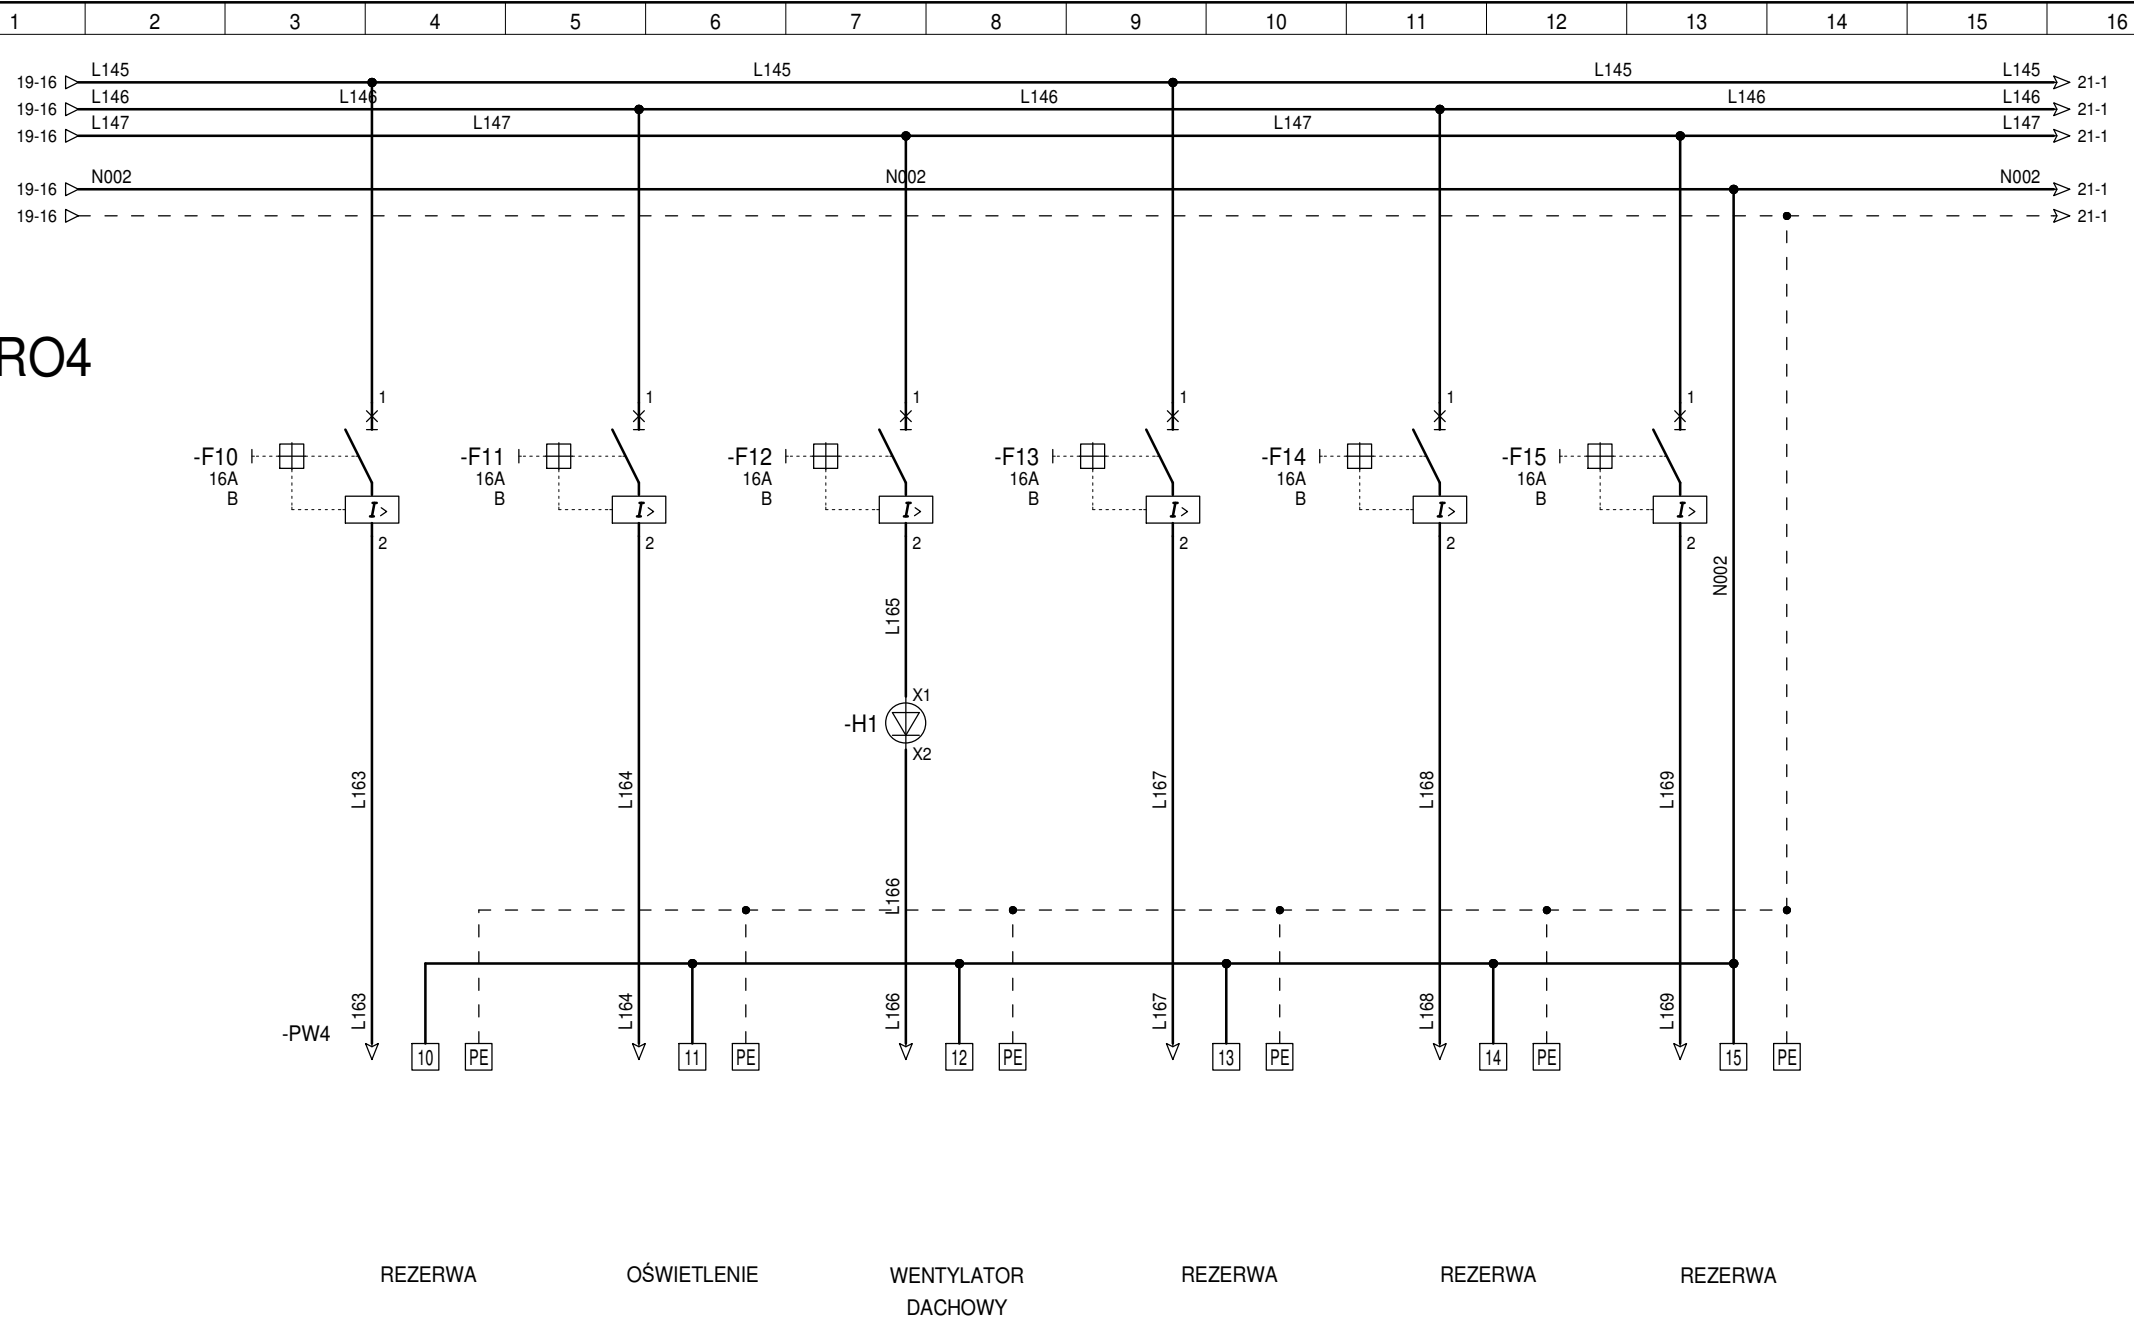 1 2 3 4 5 6 7 8 9 10 11 12 13 14 15 16
19-16 L145 L145 L145 L145 21-1
19-16 L146 L146 L146 L146 L146 21-1
19-16 L147 L147 L147 L147 21-1
19-16 N002 N002 N002 21-1
19-16 21-1
RO4
1 1 1 1 1 1
-F10 -F11 -F12 -F13 -F14 -F15
16A 16A 16A 16A 16A 16A
B B B B B B
I> I> I> I> I> I>
2 2 2 2 2 2
N002
L165
X1
-H1
X2
L163 L164 L167 L168 L169
L166
L163 L164 L166 L167 L168 L169
-PW4
10 PE 11 PE 12 PE 13 PE 14 PE 15 PE
REZERWA OŚWIETLENIE WENTYLATOR REZERWA REZERWA REZERWA
DACHOWY